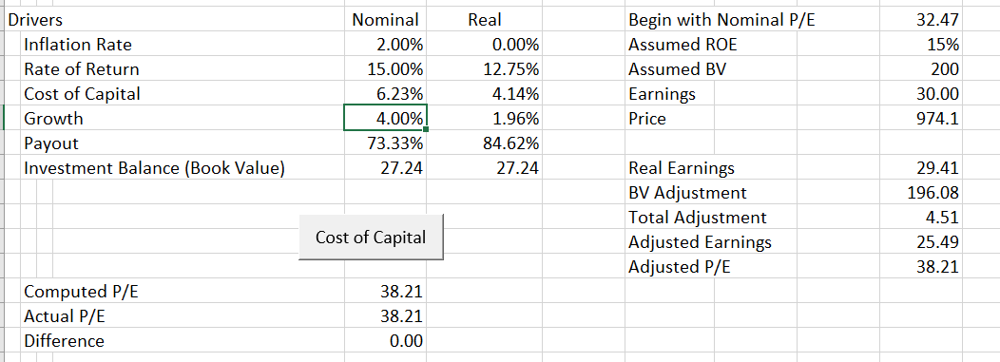 Drivers Nominal Real Begin with Nominal P/E 32.47
Inflation Rate 2.00% 0.00% Assumed ROE 15%
Rate of Return 15.00% 12.75% Assumed BV 200
Cost of Capital 6.23% 4.14% Earnings 30.00
Growth 4.00% 1.96% Price 974.1
Payout 73.33% 84.62%
Investment Balance (Book Value) 27.24 27.24 Real Earnings 29.41
BV Adjustment 196.08
Total Adjustment 4.51
Cost of Capital
Adjusted Earnings 25.49
Adjusted P/E 38.21
Computed P/E 38.21
Actual P/E 38.21
Difference 0.00